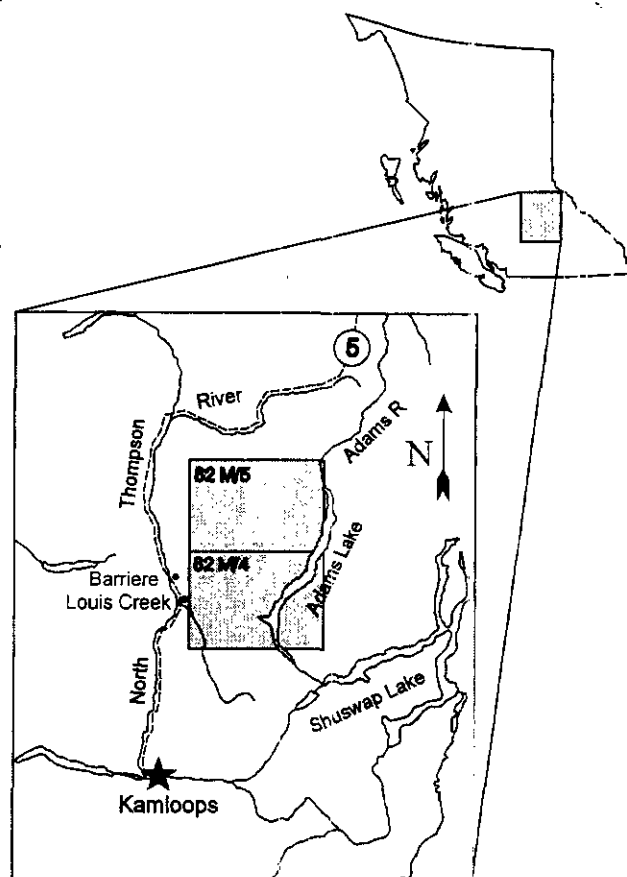 5
River
Adams R
N
Thompson
82 M/5
82 M/4
Adams Lake
Barriere
Louis Creek
North
Shuswap Lake
Kamloops